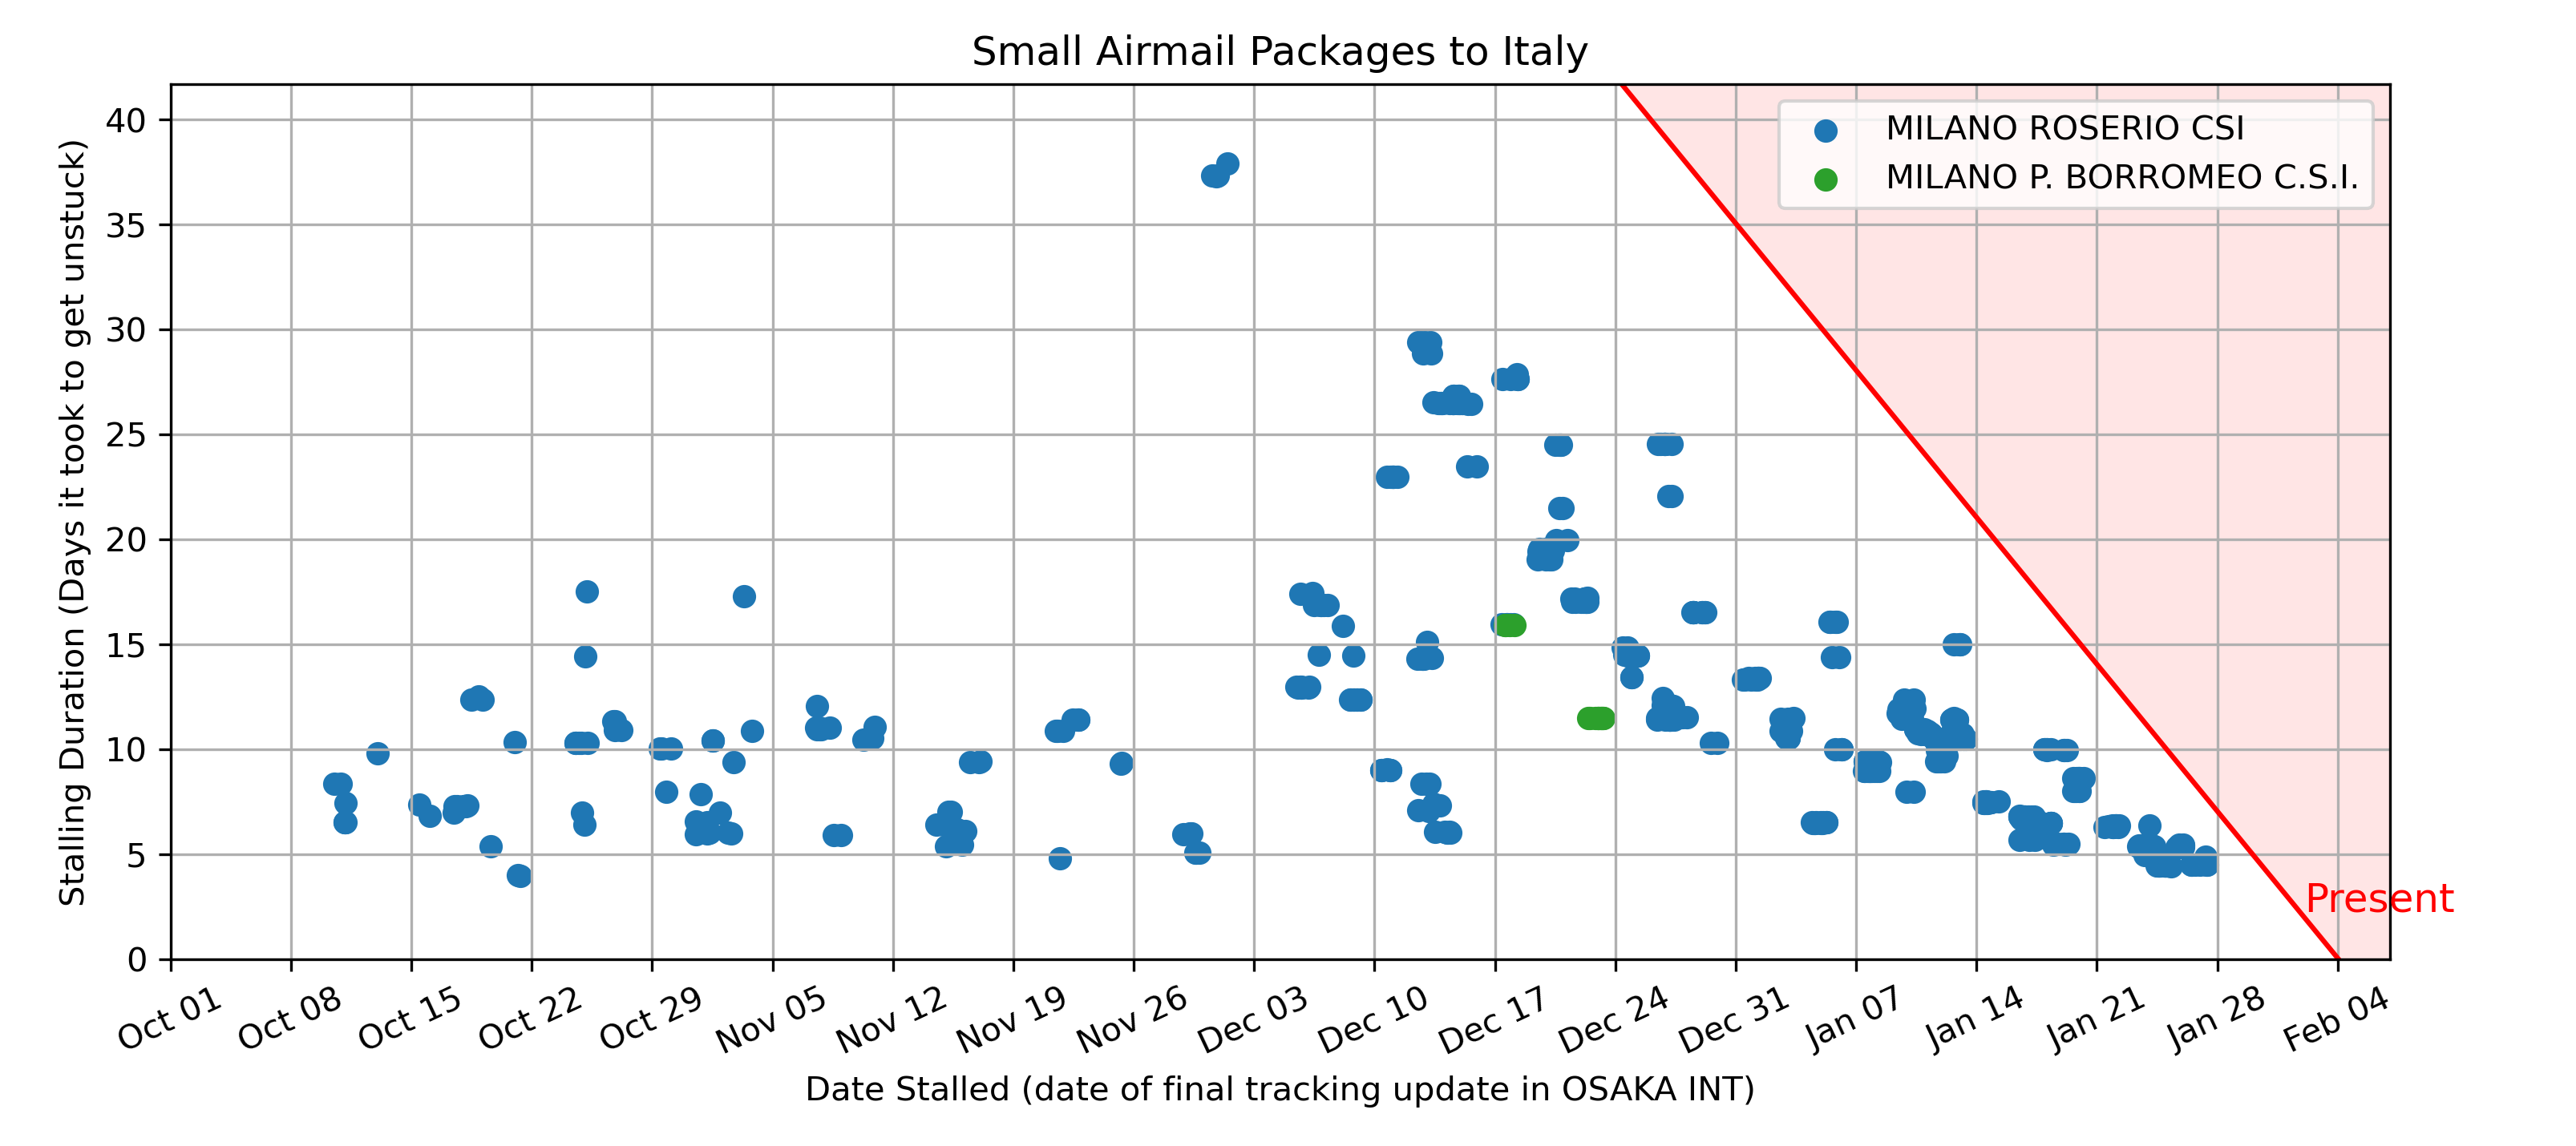 Small Airmail Packages to Italy
MILANO ROSERIO CSI
MILANO P. BORROMEO C.S.I.
Stalling Duration (Days it took to get unstuck)
40
35
30
25
20
15
10
5
0
Present
Oct 01 Oct 08 Oct 15 Oct 22 Oct 29 Nov 05 Nov 12 Nov 19 Nov 26 Dec 03 Dec 10 Dec 17 Dec 24 Dec 31 Jan 07 Jan 14 Jan 21 Jan 28 Feb 04
Date Stalled (date of final tracking update in OSAKA INT)